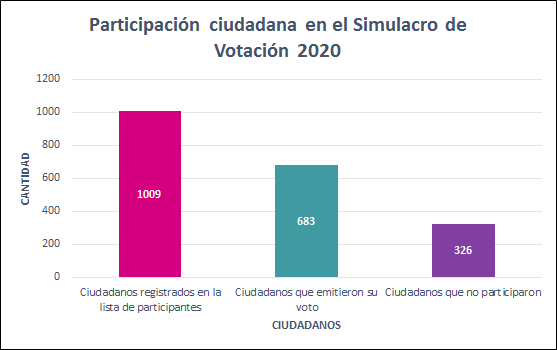 Participación ciudadana en el Simulacro de
Votación 2020
1200
1000
800
600
400
200
0
CANTIDAD
1009
683
326
Ciudadanos registrados en la
lista de participantes
Ciudadanos que emitieron su
voto
Ciudadanos que no participaron
CIUDADANOS